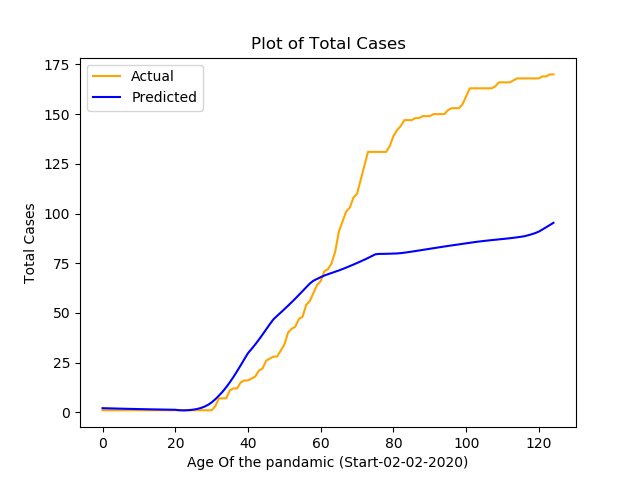 Plot of Total Cases
Actual
Predicted
175
150
125
100
75
50
25
0
Total Cases
0 20 40 60 80 100 120
Age Of the pandamic (Start-02-02-2020)